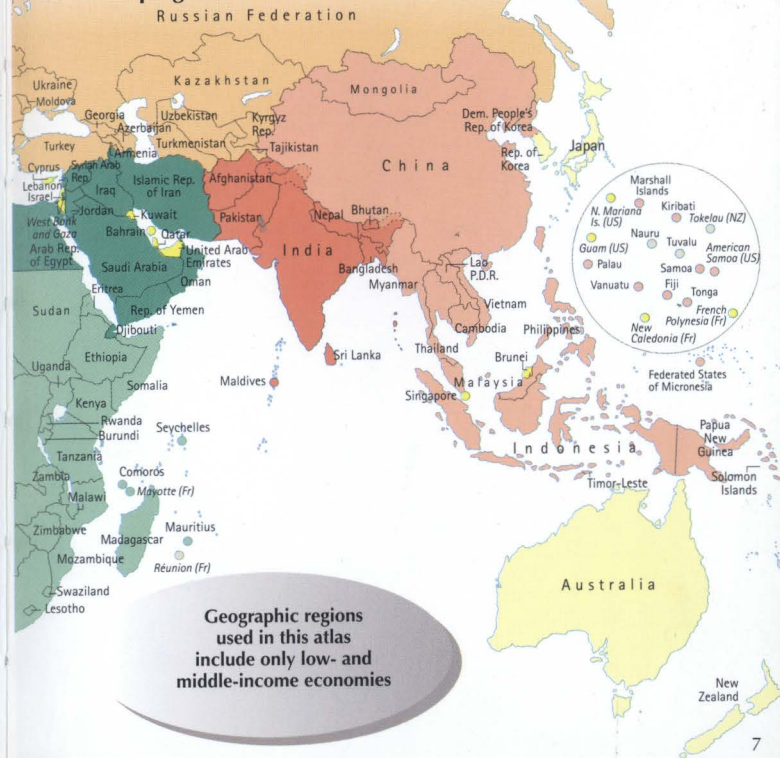 Russian Federation
Ukraine
Moldova
Kazakhstan
Mongolia
Georgia
Azerbaijan
Uzbekistan
Kyrgyz
Rep.
Dem. People's
Rep. of Korea
Turkey
Armenia
Turkmenistan
Tajikistan
China
Rep. of
Korea
Japan
Cyprus
Syrian Arab
Rep.
Lebanon
Israel
Iraq
Islamic Rep.
of Iran
Afghanistan
Jordan
Kuwait
Pakistan
Nepal
Bhutan
West Bank
and Gaza
Bahrain
Qatar
Arab Rep.
of Egypt
United Arab
Emirates
India
Saudi Arabia
Oman
Bangladesh
Myanmar
Lao
P.D.R.
Eritrea
Sudan
Rep. of Yemen
Djibouti
Vietnam
Cambodia
Philippines
Thailand
Ethiopia
Sri Lanka
Brunei
Uganda
Somalia
Maldives
Malaysia
Singapore
Kenya
Rwanda
Burundi
Seychelles
Indonesia
Papua
New
Guinea
Tanzania
Solomon
Islands
Timor-Leste
Comoros
Mayotte (Fr)
Zambia
Malawi
Zimbabwe
Madagascar
Mauritius
Mozambique
Réunion (Fr)
Swaziland
Lesotho
Australia
New
Zealand
Marshall
Islands
N. Mariana
Is. (US)
Kiribati
Tokelau (NZ)
Nauru
Tuvalu
Guam (US)
American
Samoa (US)
Palau
Samoa
Vanuatu
Fiji
Tonga
French
Polynesia (Fr)
New
Caledonia (Fr)
Federated States
of Micronesia
Geographic regions
used in this atlas
include only low- and
middle-income economies
7